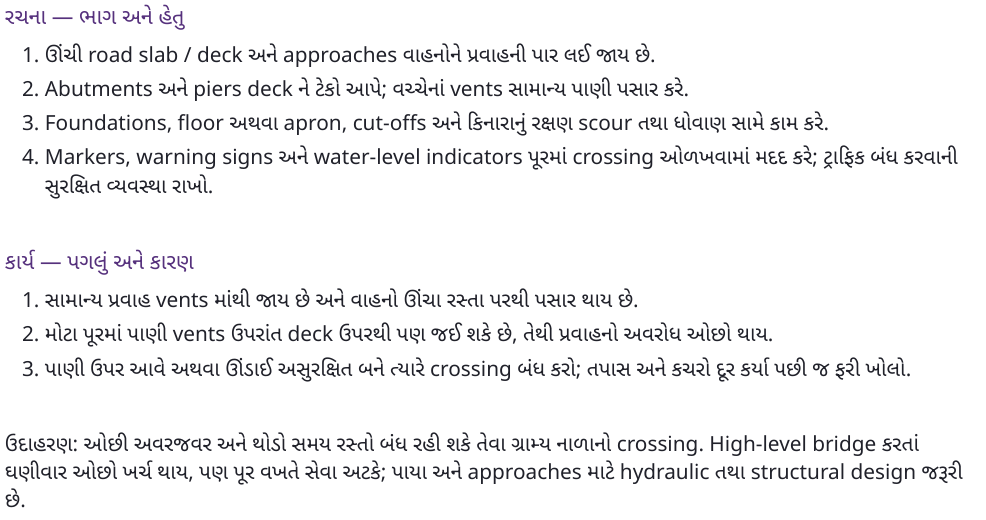 રચના — ભાગ અને હેતુ
1. ઊંચી road slab / deck અને approaches વાહનોને પ્રવાહની પાર લઈ જાય છે.
2. Abutments અને piers deck ને ટેકો આપે; વચ્ચેનાં vents સામાન્ય પાણી પસાર કરે.
3. Foundations, floor અથવા apron, cut-offs અને કિનારાનું રક્ષણ scour તથા ધોવાણ સામે કામ કરે.
4. Markers, warning signs અને water-level indicators પૂરમાં crossing ઓળખવામાં મદદ કરે; ટ્રાફિક બંધ કરવાની
સુરક્ષિત વ્યવસ્થા રાખો.
કાર્ય — પગલું અને કારણ
1. સામાન્ય પ્રવાહ vents માંથી જાય છે અને વાહનો ઊંચા રસ્તા પરથી પસાર થાય છે.
2. મોટા પૂરમાં પાણી vents ઉપરાંત deck ઉપરથી પણ જઈ શકે છે, તેથી પ્રવાહનો અવરોધ ઓછો થાય.
3. પાણી ઉપર આવે અથવા ઊંડાઈ અસુરક્ષિત બને ત્યારે crossing બંધ કરો; તપાસ અને કચરો દૂર કર્યા પછી જ ફરી ખોલો.
ઉદાહરણ: ઓછી અવરજવર અને થોડો સમય રસ્તો બંધ રહી શકે તેવા ગ્રામ્ય નાળાનો crossing. High-level bridge કરતાં
ઘણીવાર ઓછો ખર્ચ થાય, પણ પૂર વખતે સેવા અટકે; પાયા અને approaches માટે hydraulic તથા structural design જરૂરી
છે.